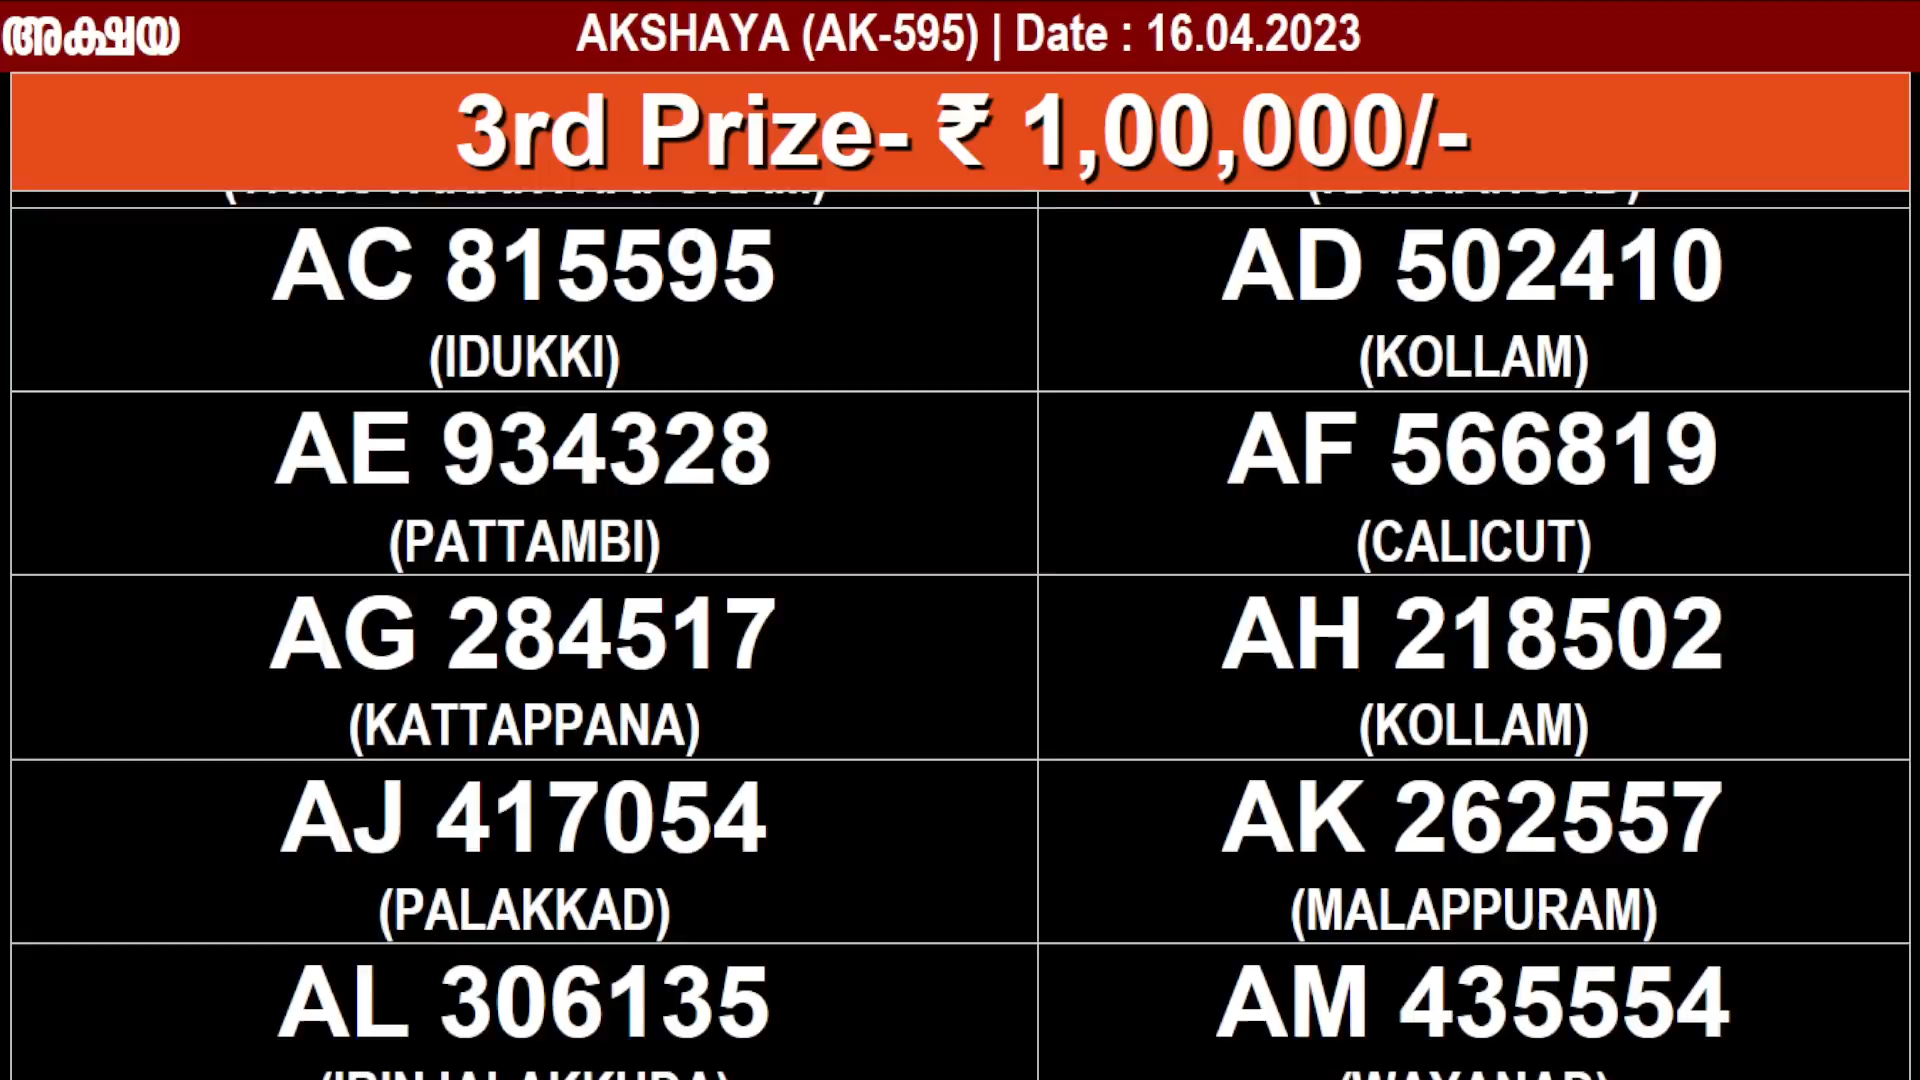 അക്ഷയ
AKSHAYA (AK-595) | Date : 16.04.2023
3rd Prize- ₹ 1,00,000/-
AC 815595
AD 502410
(IDUKKI)
(KOLLAM)
AE 934328
AF 566819
(PATTAMBI)
(CALICUT)
AG 284517
AH 218502
(KATTAPPANA)
(KOLLAM)
AJ 417054
AK 262557
(PALAKKAD)
(MALAPPURAM)
AL 306135
AM 435554